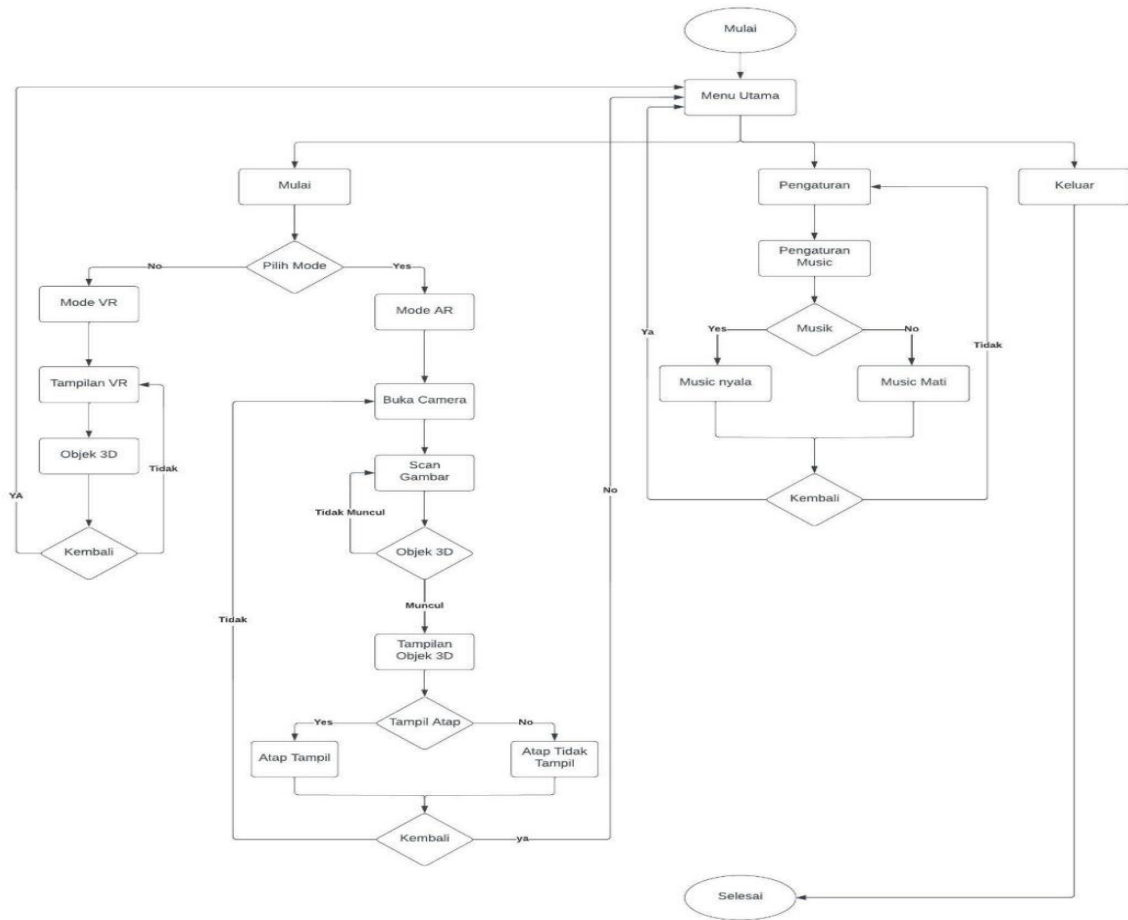 Mulai
Menu Utama
Mulai
Pengaturan
Keluar
Pilih Mode
No
Yes
Mode VR
Mode AR
Pengaturan
Music
Musik
Yes
No
Ya
Tidak
Tampilan VR
Buka Camera
Music nyala
Music Mati
Objek 3D
Tidak
Scan
Gambar
YA
No
Kembali
Tidak Muncul
Kembali
Objek 3D
Muncul
Tidak
Tampilan
Objek 3D
Tampil Atap
Yes
No
Atap Tampil
Atap Tidak
Tampil
Kembali
ya
Selesai